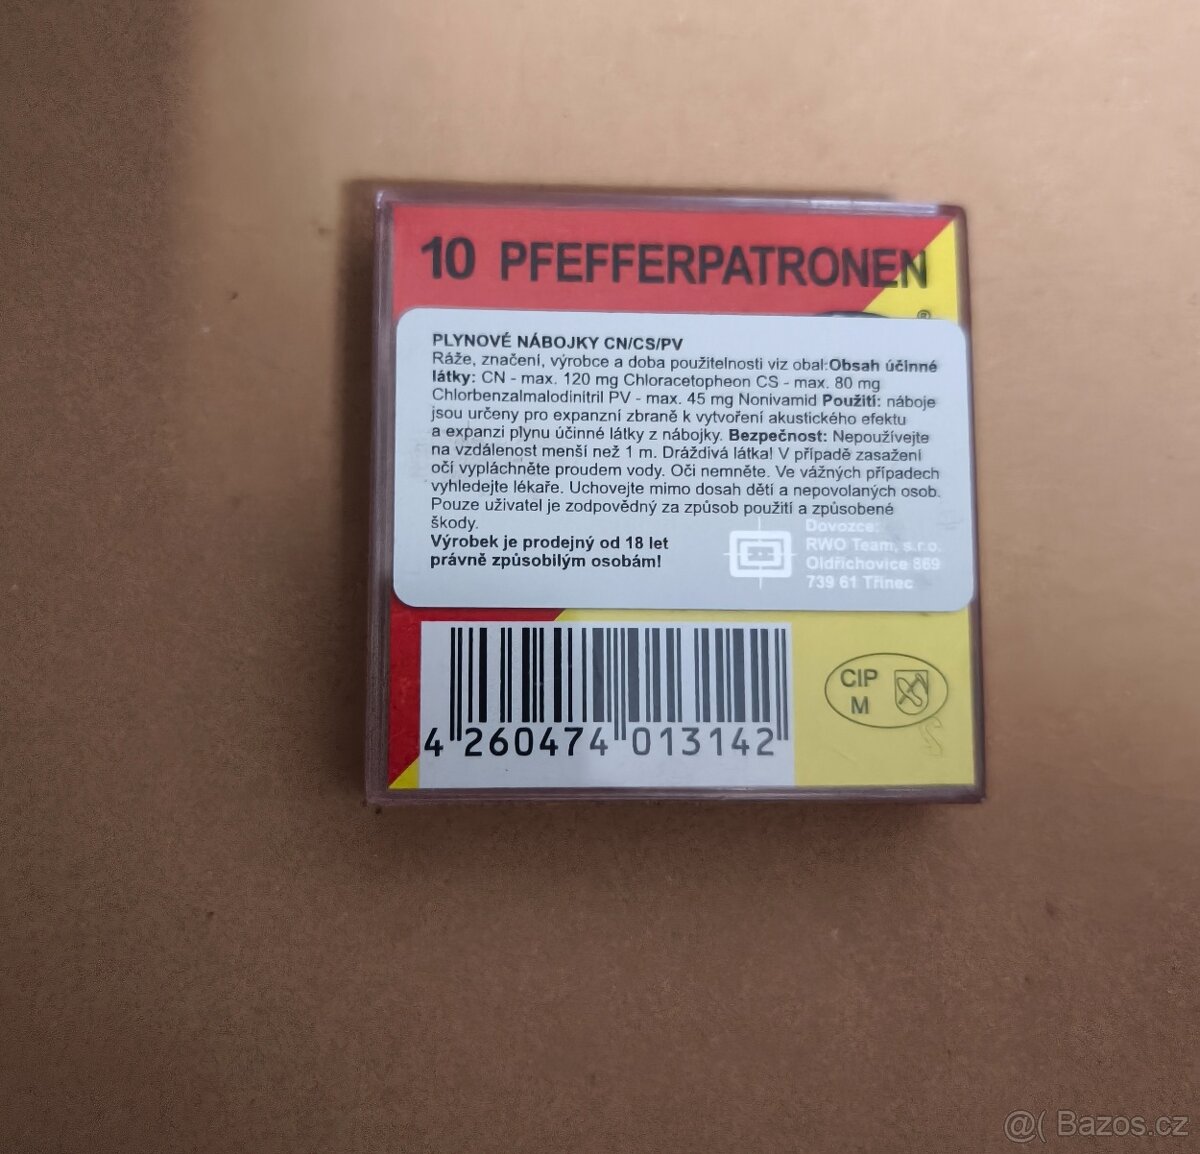 10 PFEFFERPATRONEN
®
PLYNOVÉ NÁBOJKY CN/CS/PV
Ráže, značení, výrobce a doba použitelnosti viz obal:Obsah účinné
látky: CN - max. 120 mg Chloracetopheon CS - max. 80 mg
Chlorbenzalmalodinitril PV - max. 45 mg Nonivamid Použití: náboje
jsou určeny pro expanzní zbraně k vytvoření akustického efektu
a expanzi plynu účinné látky z nábojky. Bezpečnost: Nepoužívejte
na vzdálenost menší než 1 m. Dráždivá látka! V případě zasažení
očí vypláchněte proudem vody. Oči nemněte. Ve vážných případech
vyhledejte lékaře. Uchovejte mimo dosah dětí a nepovolaných osob.
Pouze uživatel je zodpovědný za způsob použití a způsobené
škody.
Výrobek je prodejný od 18 let
právně způsobilým osobám!
Dovozce:
RWO Team, s.r.o.
Oldřichovice 869
739 61 Třinec
CIP
M
4 260474 013142
@( Bazos.cz